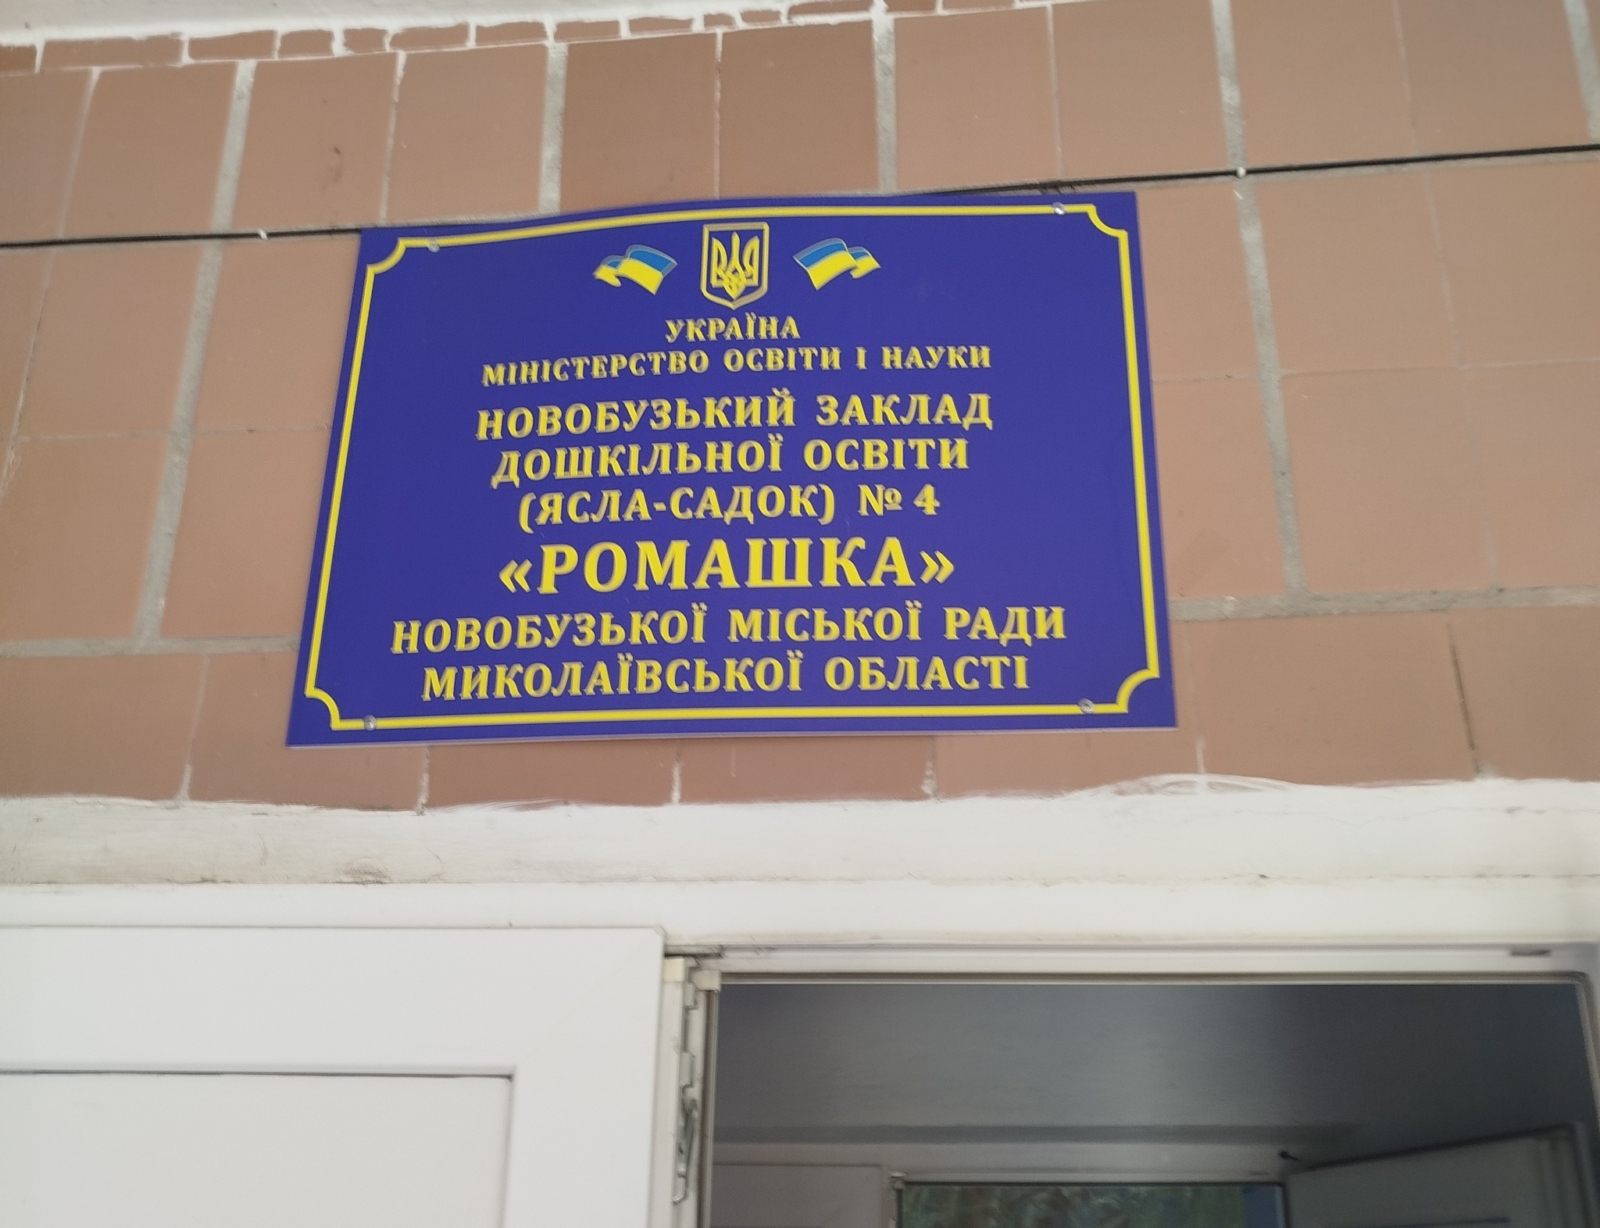 УКРАЇНА
МІНІСТЕРСТВО ОСВІТИ І НАУКИ
НОВОБУЗЬКИЙ ЗАКЛАД
ДОШКІЛЬНОЇ ОСВІТИ
(ЯСЛА-САДОК) № 4
«РОМАШКА»
НОВОБУЗЬКОЇ МІСЬКОЇ РАДИ
МИКОЛАЇВСЬКОЇ ОБЛАСТІ